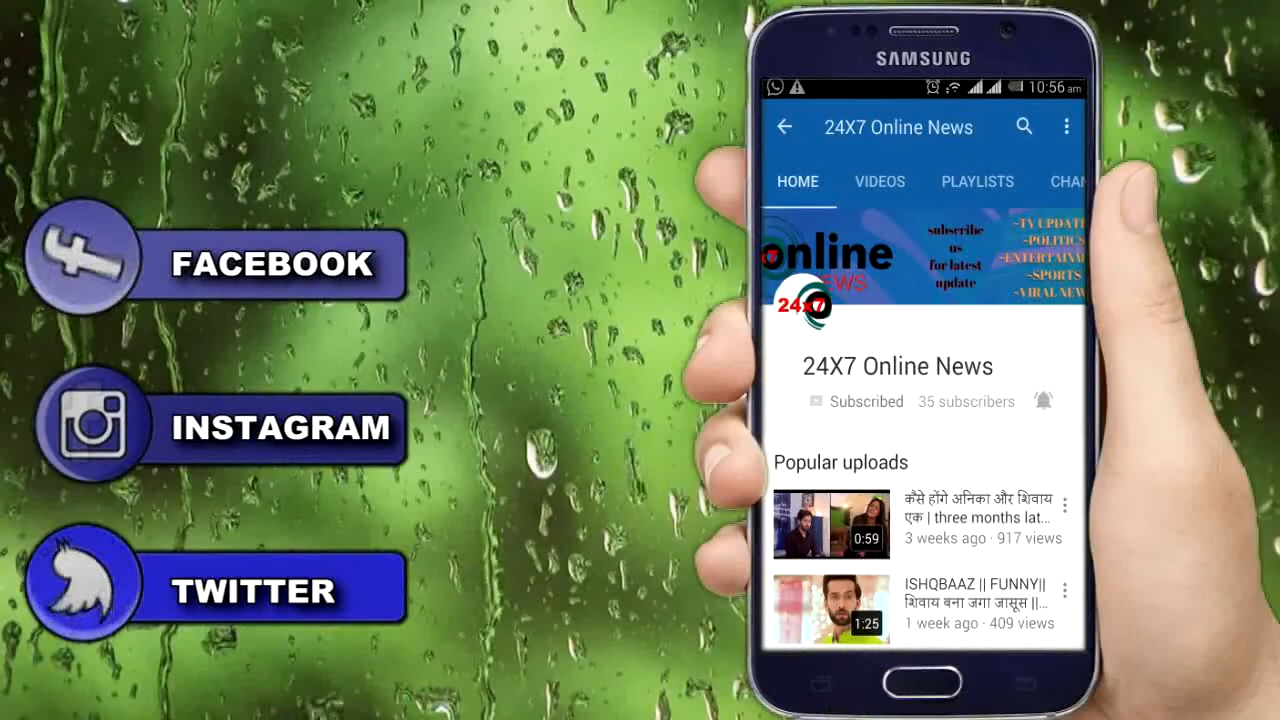 FACEBOOK
INSTAGRAM
TWITTER
SAMSUNG
10:56 am
24X7 Online News
HOME VIDEOS PLAYLISTS CHAN
online
NEWS
subscribe
us
for latest
update
~TV UPDATE
~POLITICS
~ENTERTAINM
~SPORTS
~VIRAL NEW
24x7
24X7 Online News
Subscribed 35 subscribers
Popular uploads
कैसे होंगे अनिका और शिवाय
एक | three months lat...
3 weeks ago · 917 views
0:59
ISHQBAAZ || FUNNY||
शिवाय बना जगा जासूस ||...
1 week ago · 409 views
1:25